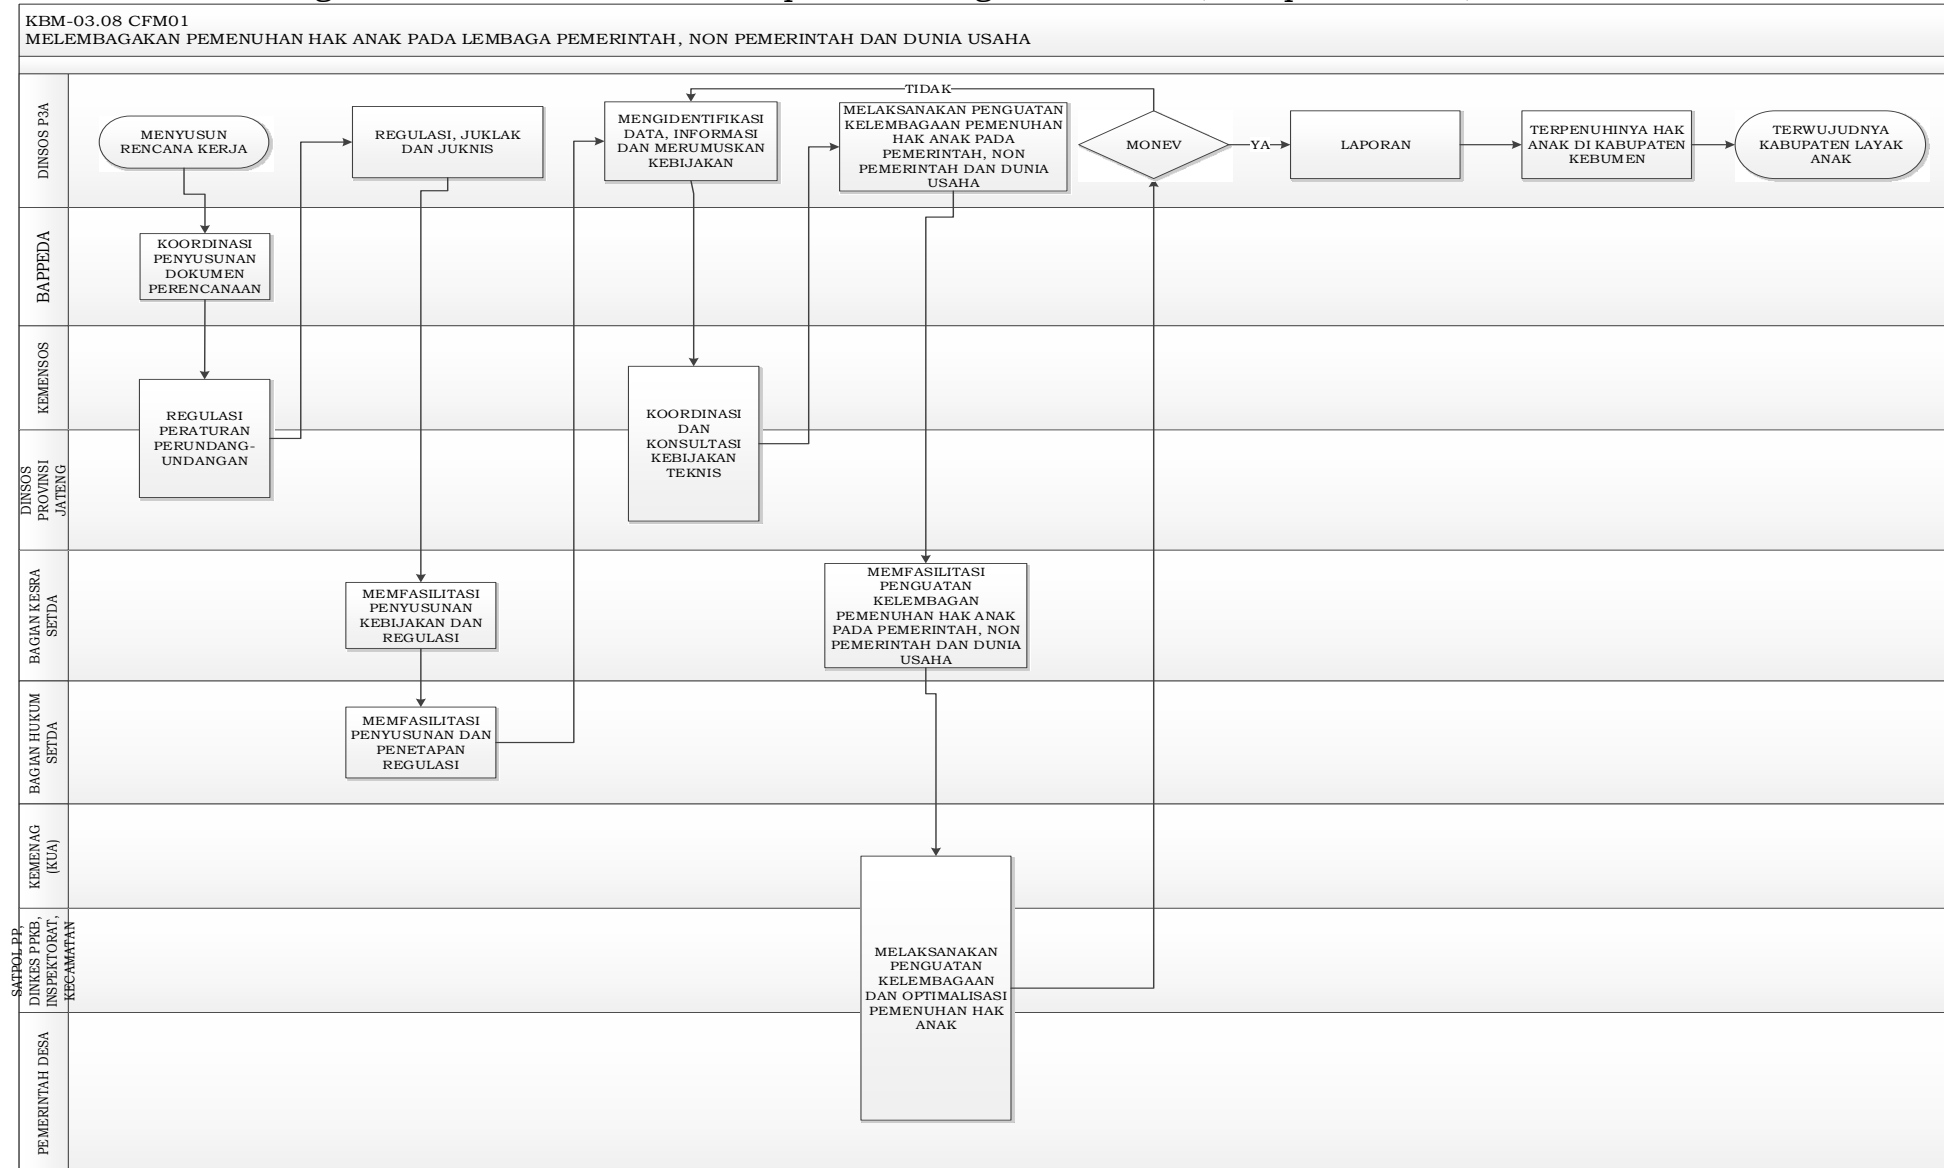 KBM-03.08 CFM01
MELEMBAGAKAN PEMENUHAN HAK ANAK PADA LEMBAGA PEMERINTAH, NON PEMERINTAH DAN DUNIA USAHA
DINSOS P3A
MENYUSUN
RENCANA KERJA
REGULASI, JUKLAK
DAN JUKNIS
MENGIDENTIFIKASI
DATA, INFORMASI
DAN MERUMUSKAN
KEBIJAKAN
TIDAK
MELAKSANAKAN PENGUATAN
KELEMBAGAAN PEMENUHAN
HAK ANAK PADA
PEMERINTAH, NON
PEMERINTAH DAN DUNIA
USAHA
MONEV
YA
LAPORAN
TERPENUHINYA HAK
ANAK DI KABUPATEN
KEBUMEN
TERWUJUDNYA
KABUPATEN LAYAK
ANAK
BAPPEDA
KOORDINASI
PENYUSUNAN
DOKUMEN
PERENCANAAN
KEMENSOS
REGULASI
PERATURAN
PERUNDANG-
UNDANGAN
KOORDINASI
DAN
KONSULTASI
KEBIJAKAN
TEKNIS
DINSOS
PROVINSI
JATENG
BAGIAN KESRA
SETDA
MEMFASILITASI
PENYUSUNAN
KEBIJAKAN DAN
REGULASI
MEMFASILITASI
PENGUATAN
KELEMBAGAN
PEMENUHAN HAK ANAK
PADA PEMERINTAH, NON
PEMERINTAH DAN DUNIA
USAHA
BAGIAN HUKUM
SETDA
MEMFASILITASI
PENYUSUNAN DAN
PENETAPAN
REGULASI
KEMENAG
(KUA)
SATPOL PP,
DINKES PPKB,
INSPEKTORAT,
KECAMATAN
MELAKSANAKAN
PENGUATAN
KELEMBAGAAN
DAN OPTIMALISASI
PEMENUHAN HAK
ANAK
PEMERINTAH DESA